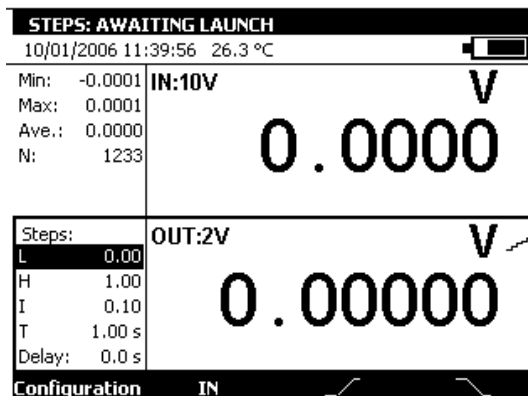 STEPS: AWAITING LAUNCH
10/01/2006 11:39:56 26.3 °C
Min: -0.0001
Max: 0.0001
Ave.: 0.0000
N: 1233
IN:10V V
0.0000
Steps:
L 0.00
H 1.00
I 0.10
T 1.00 s
Delay: 0.0 s
OUT:2V V
0.00000
Configuration IN